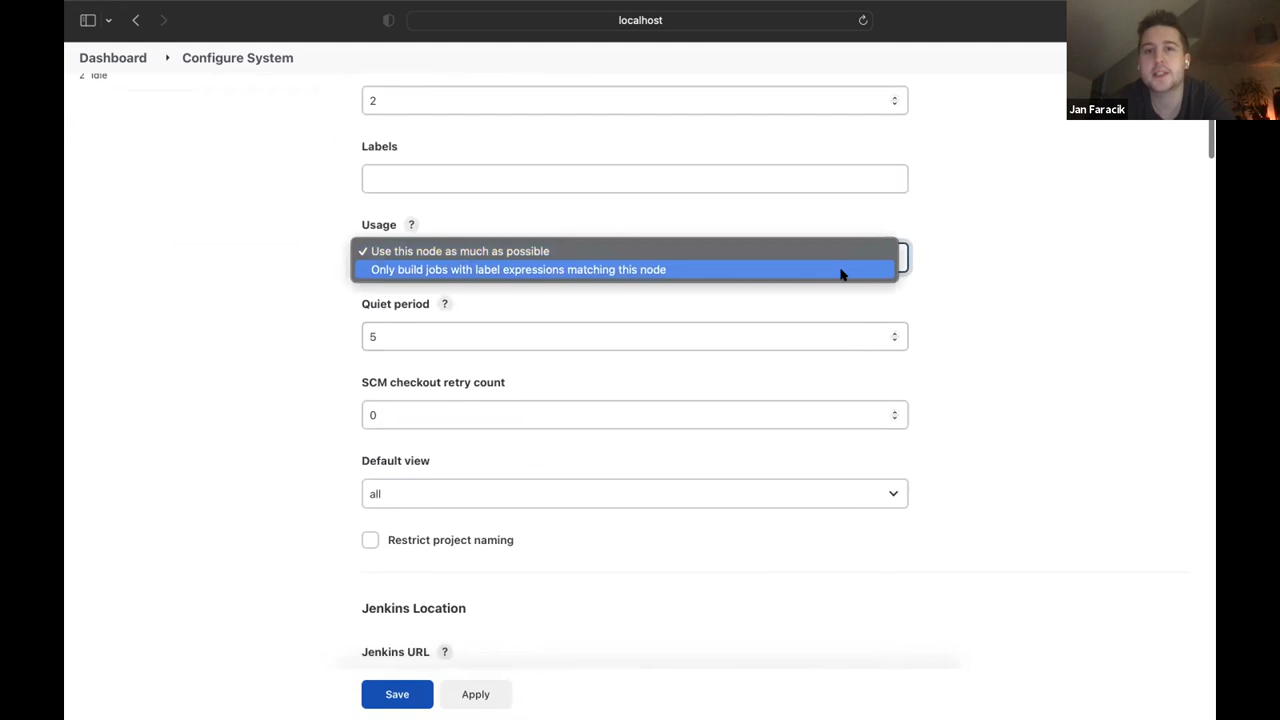 localhost
Dashboard
Configure System
Jan Faracik
2 Idle
2
Labels
Usage ?
✓ Use this node as much as possible
Only build jobs with label expressions matching this node
Quiet period ?
5
SCM checkout retry count
0
Default view
all
Restrict project naming
Jenkins Location
Jenkins URL ?
Save
Apply